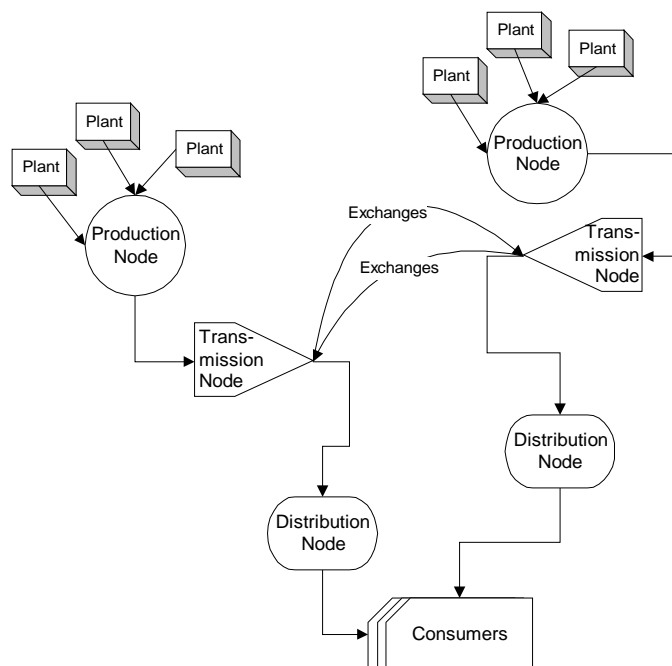 Plant
Plant
Plant
Production
Node
Plant
Plant
Plant
Production
Node
Exchanges
Exchanges
Trans-
mission
Node
Trans-
mission
Node
Distribution
Node
Distribution
Node
Consumers